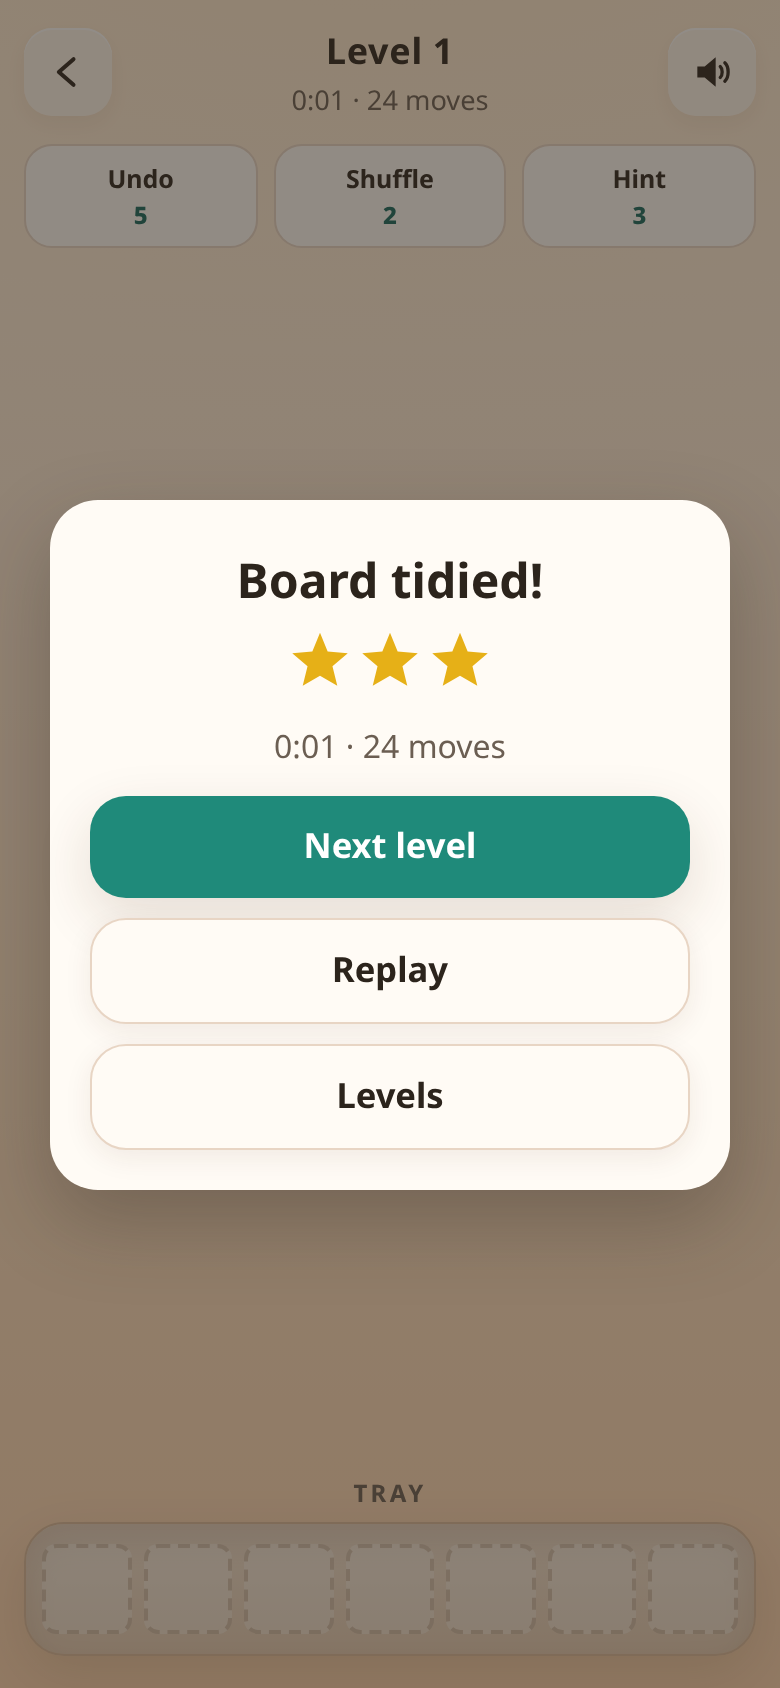 Level 1
0:01 · 24 moves
Undo
5
Shuffle
2
Hint
3
Board tidied!
0:01 · 24 moves
Next level
Replay
Levels
TRAY